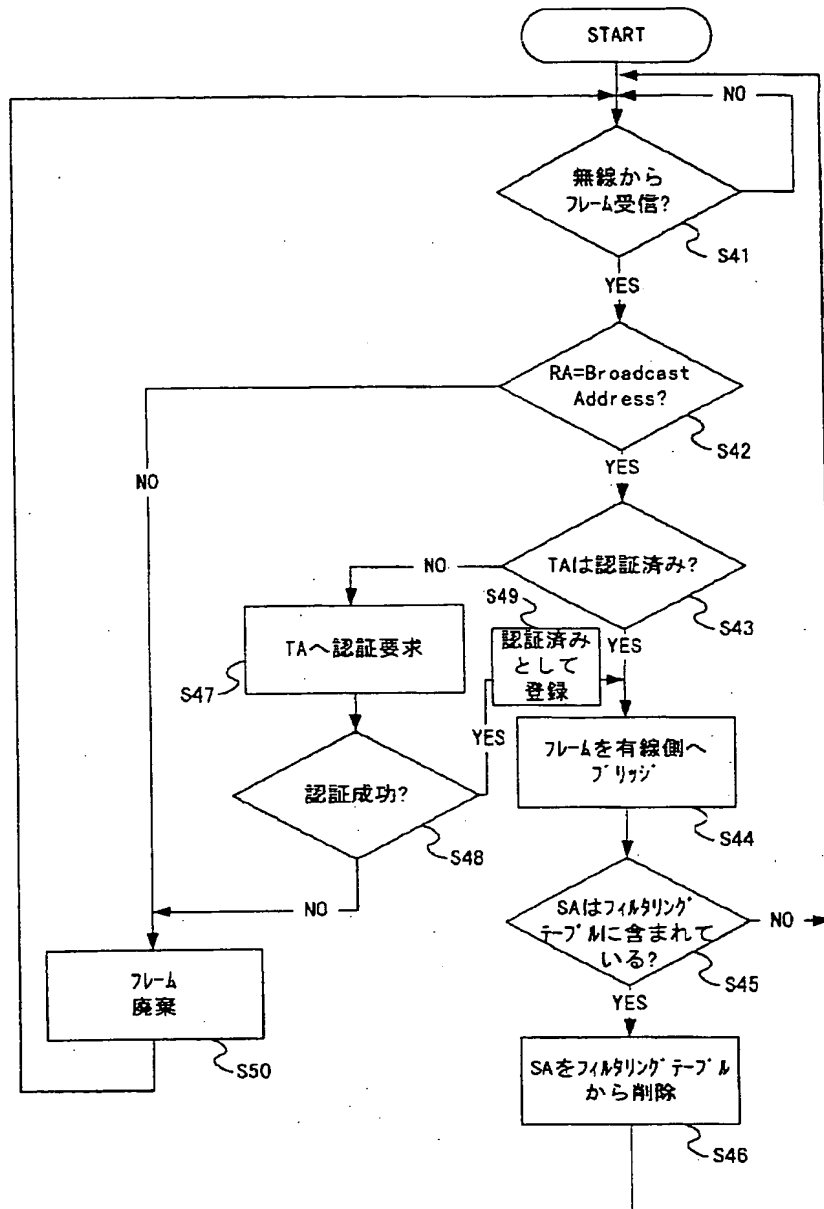 START
NO
無線から
フレーム受信?
S41
YES
RA=Broadcast
Address?
S42
NO
YES
TAは認証済み?
S43
NO
YES
S49
認証済み
として
登録
TAへ認証要求
S47
YES
フレームを有線側へ
ブリッジ
S44
認証成功?
S48
NO
SAはフィルタリング
テーブルに含まれて
いる?
NO
S45
YES
フレーム
廃棄
S50
SAをフィルタリングテーブル
から削除
S46